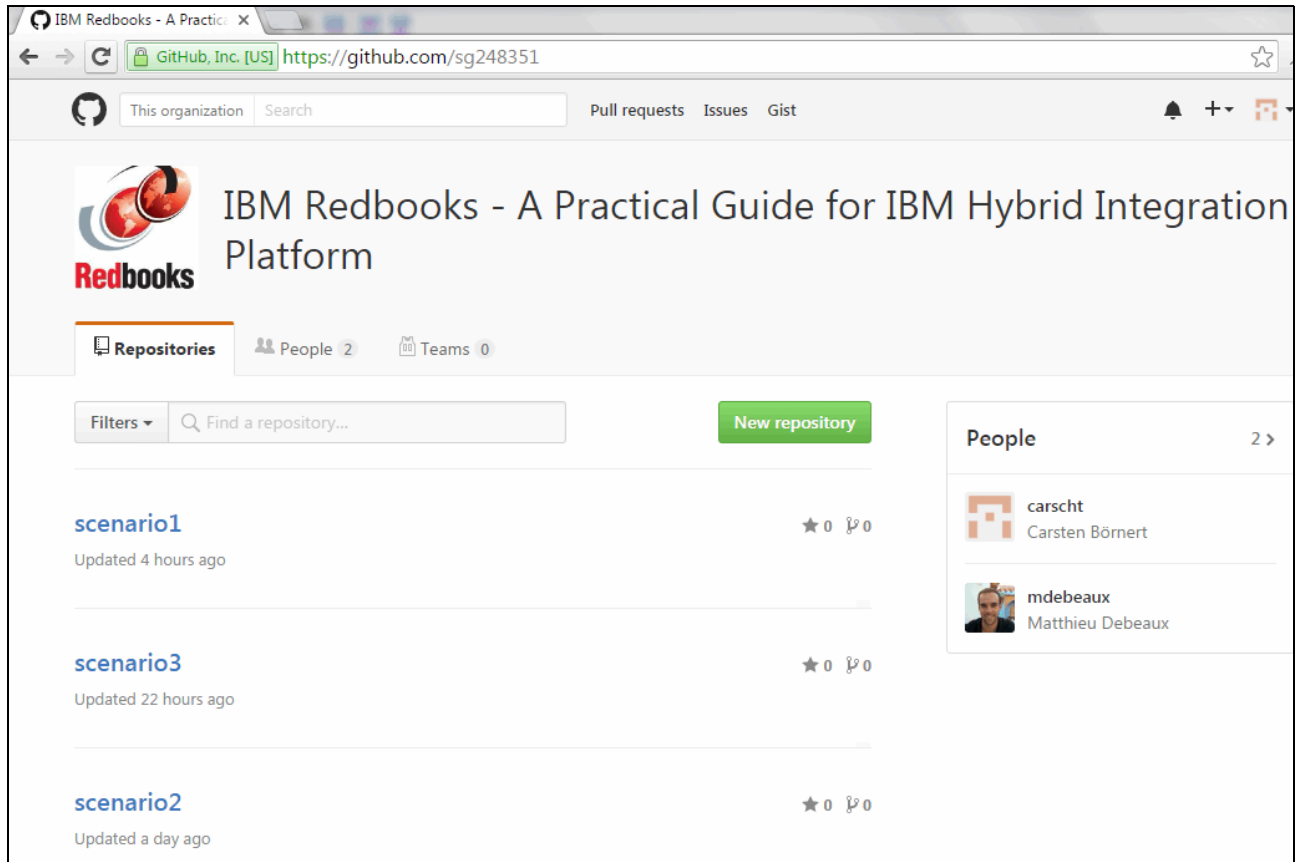 IBM Redbooks - A Practica
GitHub, Inc. [US] https://github.com/sg248351
This organization Search Pull requests Issues Gist
Redbooks
IBM Redbooks - A Practical Guide for IBM Hybrid Integration
Platform
Repositories People 2 Teams 0
Filters Find a repository... New repository
scenario1 0 0
Updated 4 hours ago
scenario3 0 0
Updated 22 hours ago
scenario2 0 0
Updated a day ago
People 2
carscht
Carsten Börnert
mdebeaux
Matthieu Debeaux